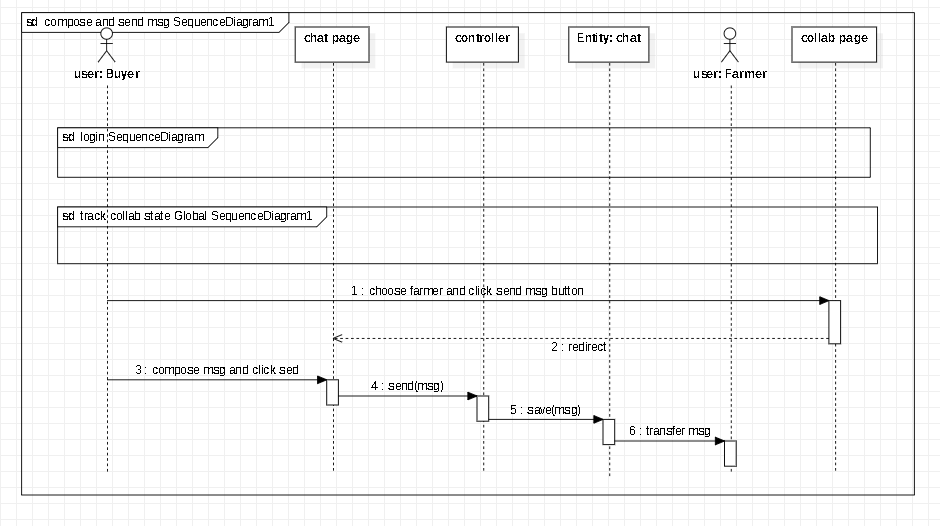 sd compose and send msg SequenceDiagram1
chat page
controller
Entity: chat
collab page
user: Buyer
user: Farmer
sd login SequenceDiagram
sd track collab state Global SequenceDiagram1
1 : choose farmer and click send msg button
2 : redirect
3 : compose msg and click sed
4 : send(msg)
5 : save(msg)
6 : transfer msg